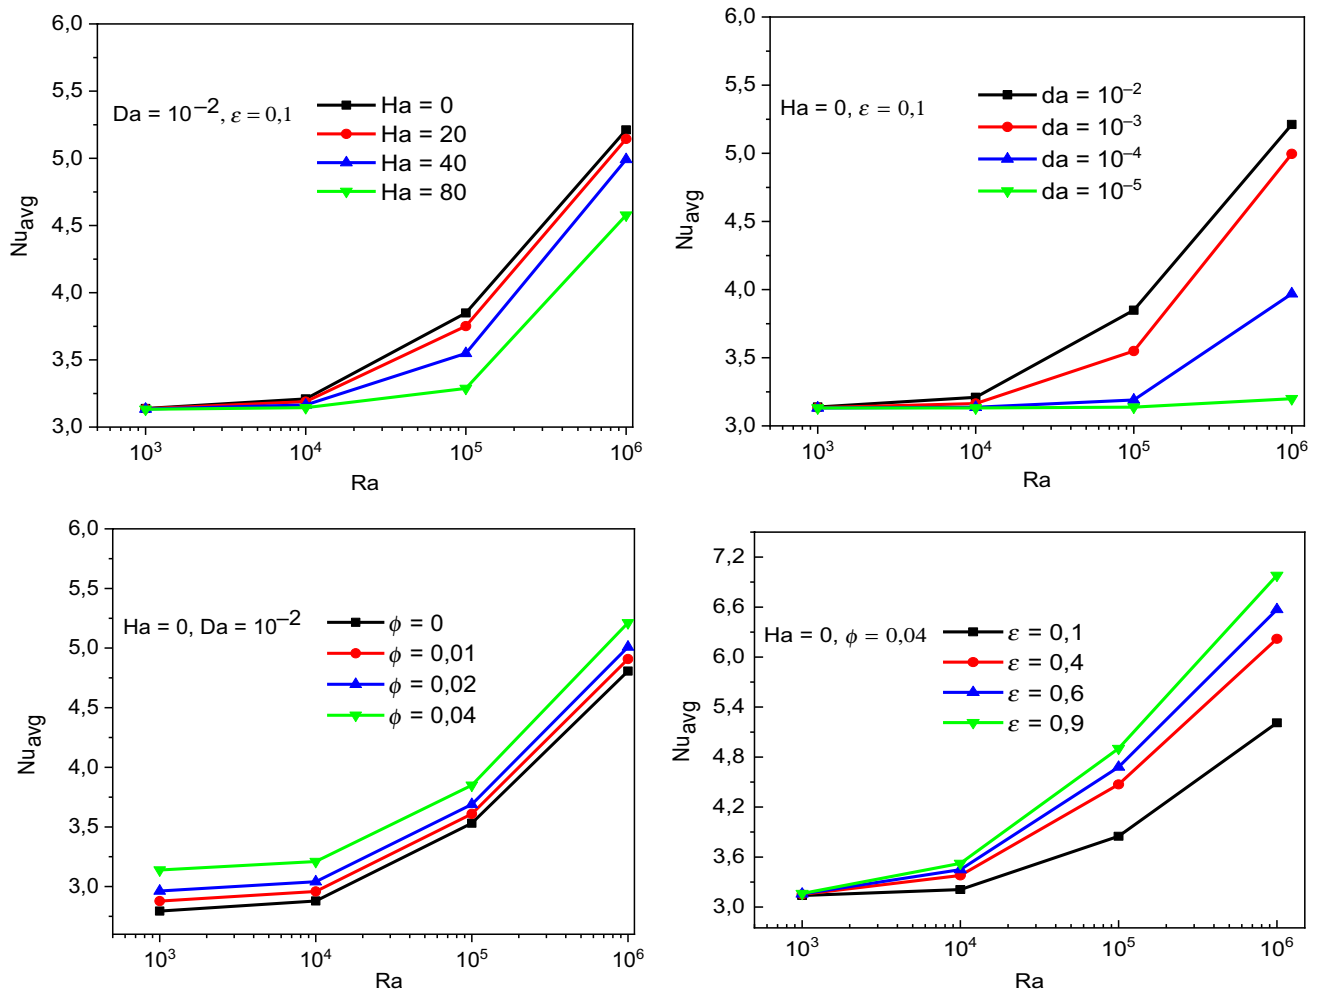 6,0
5,5
5,0
4,5
4,0
3,5
3,0
Nu_avg
Da = 10⁻², ε = 0,1
Ha = 0
Ha = 20
Ha = 40
Ha = 80
10³ 10⁴ 10⁵ 10⁶
Ra
6,0
5,5
5,0
4,5
4,0
3,5
3,0
Nu_avg
Ha = 0, ε = 0,1
da = 10⁻²
da = 10⁻³
da = 10⁻⁴
da = 10⁻⁵
10³ 10⁴ 10⁵ 10⁶
Ra
6,0
5,5
5,0
4,5
4,0
3,5
3,0
Nu_avg
Ha = 0, Da = 10⁻²
ϕ = 0
ϕ = 0,01
ϕ = 0,02
ϕ = 0,04
10³ 10⁴ 10⁵ 10⁶
Ra
7,2
6,6
6,0
5,4
4,8
4,2
3,6
3,0
Nu_avg
Ha = 0, ϕ = 0,04
ε = 0,1
ε = 0,4
ε = 0,6
ε = 0,9
10³ 10⁴ 10⁵ 10⁶
Ra